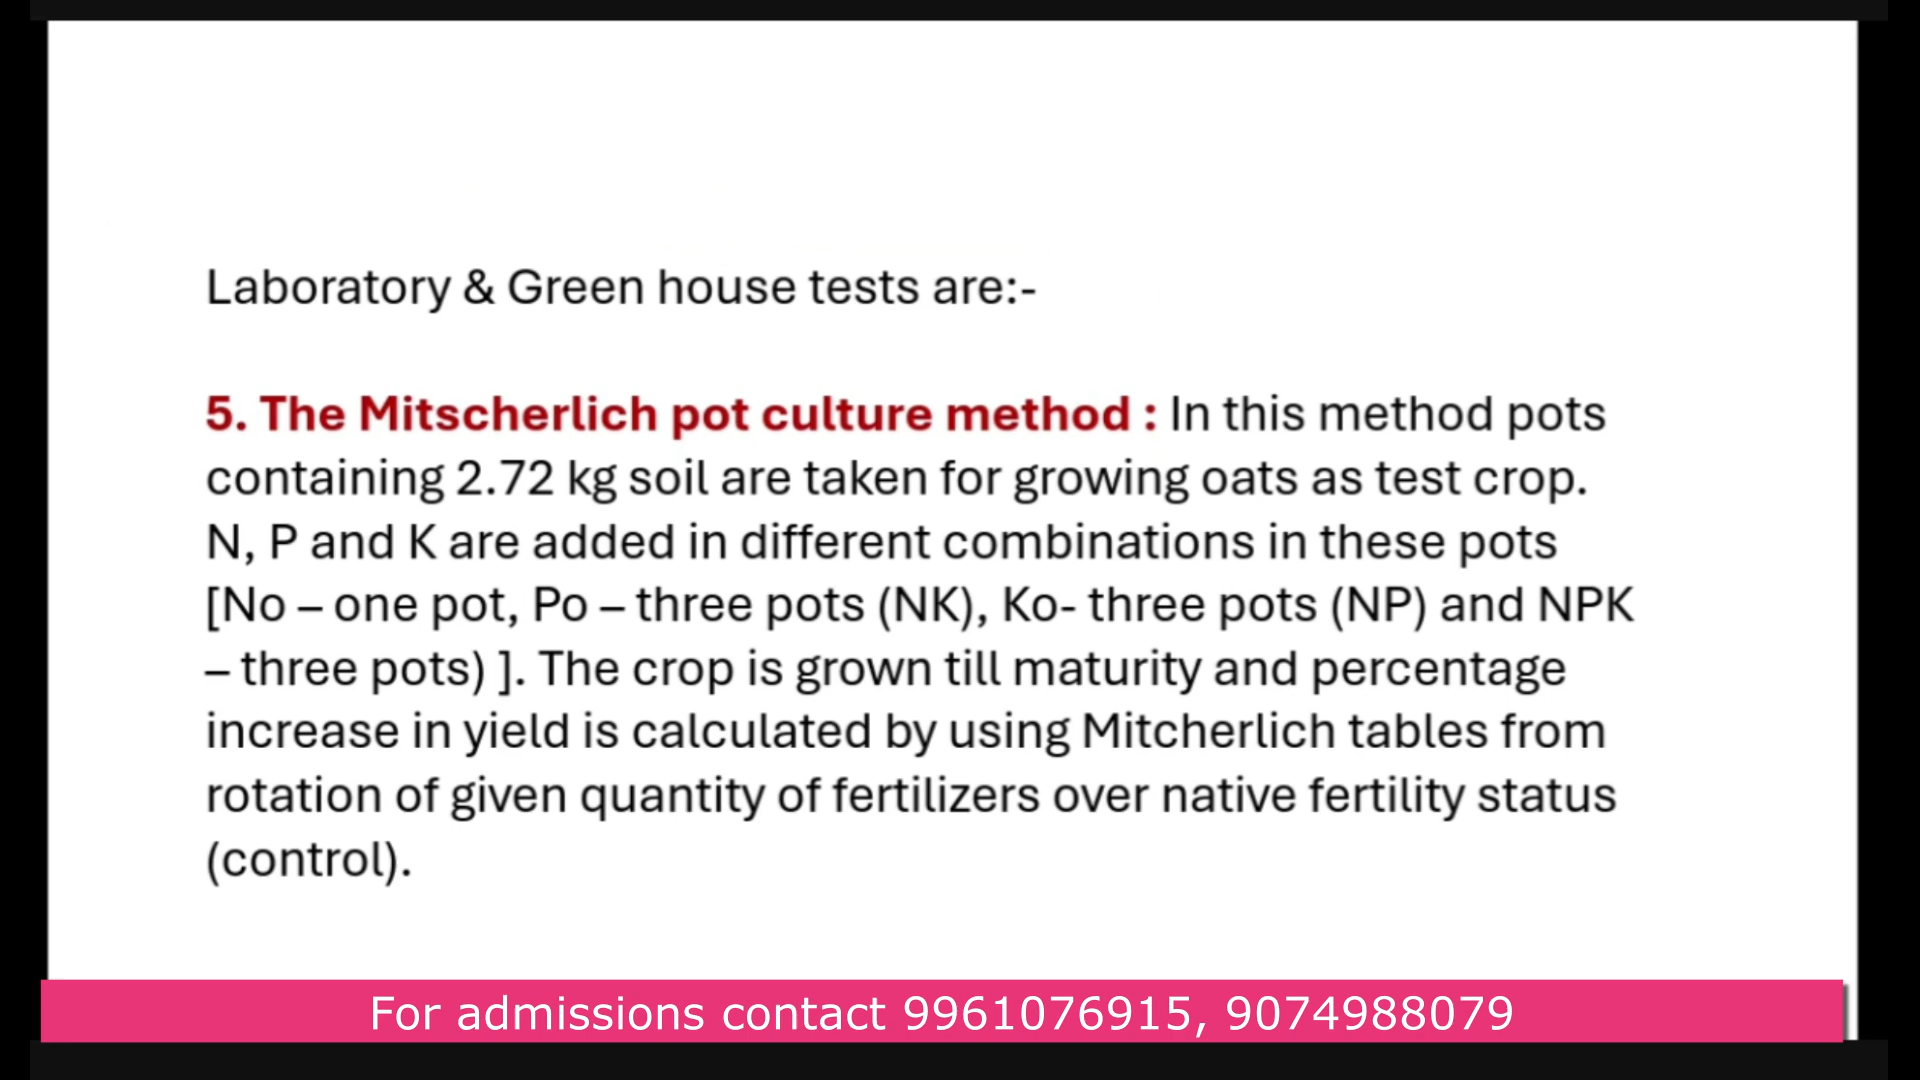 Laboratory & Green house tests are:-
5. The Mitscherlich pot culture method : In this method pots
containing 2.72 kg soil are taken for growing oats as test crop.
N, P and K are added in different combinations in these pots
[No – one pot, Po – three pots (NK), Ko- three pots (NP) and NPK
– three pots) ]. The crop is grown till maturity and percentage
increase in yield is calculated by using Mitcherlich tables from
rotation of given quantity of fertilizers over native fertility status
(control).
For admissions contact 9961076915, 9074988079